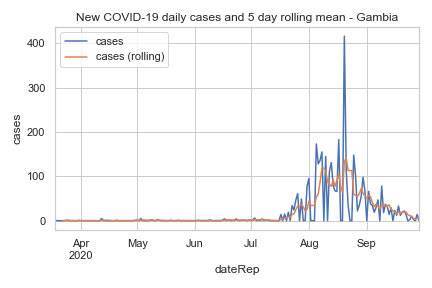 New COVID-19 daily cases and 5 day rolling mean - Gambia
cases
cases (rolling)
400
300
200
100
0
cases
Apr
2020
May
Jun
Jul
Aug
Sep
dateRep